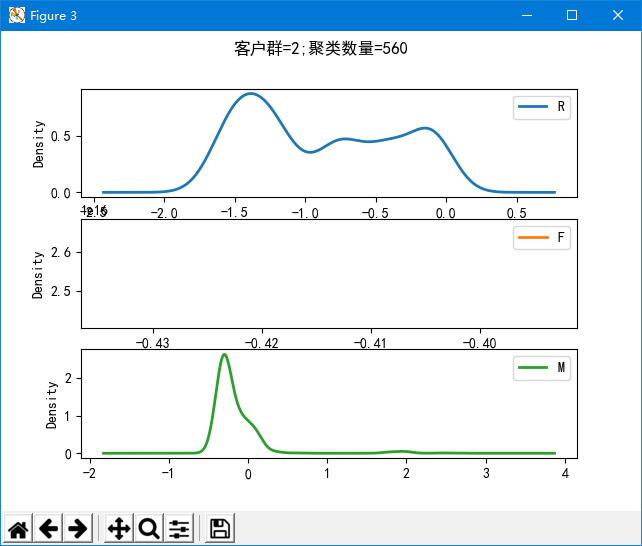 Figure 3
客户群=2;聚类数量=560
R
0.5
0.0
Density
-2.5 -2.0 -1.5 -1.0 -0.5 0.0 0.5
1e16
F
2.6
2.5
Density
-0.43 -0.42 -0.41 -0.40
M
2
1
0
Density
-2 -1 0 1 2 3 4